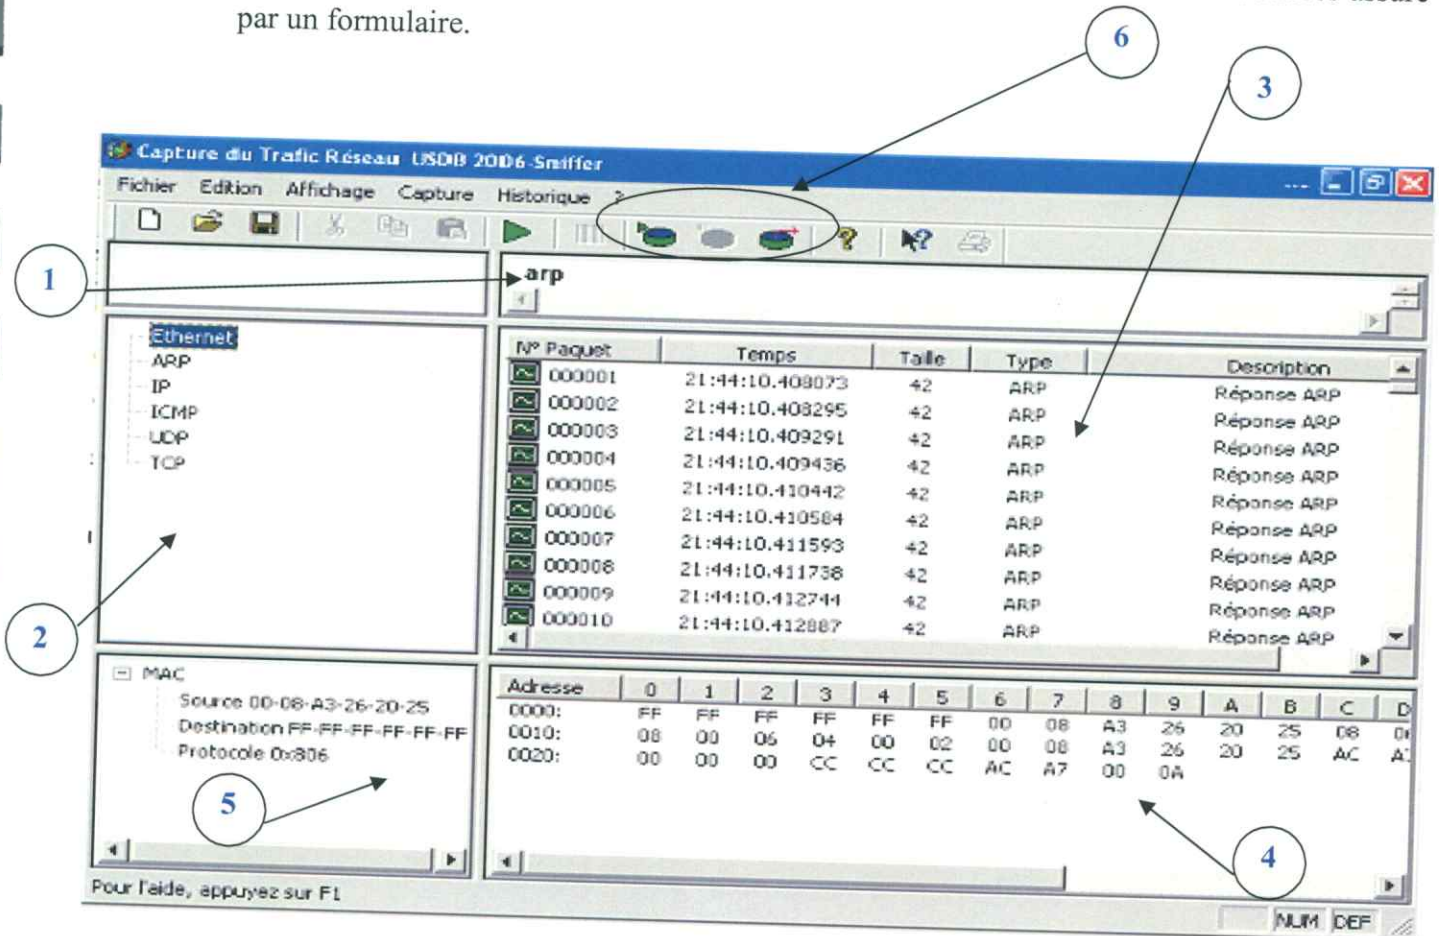 assure
par un formulaire.
6
3
Capture du Trafic Réseau USDB 2006-Sniffer
Fichier Edition Affichage Capture Historique ?
1
arp
Ethernet
ARP
IP
ICMP
UDP
TCP
2
N° Paquet Temps Taille Type Description
000001 21:44:10.408073 42 ARP Réponse ARP
000002 21:44:10.408295 42 ARP Réponse ARP
000003 21:44:10.409291 42 ARP Réponse ARP
000004 21:44:10.409436 42 ARP Réponse ARP
000005 21:44:10.410442 42 ARP Réponse ARP
000006 21:44:10.410584 42 ARP Réponse ARP
000007 21:44:10.411593 42 ARP Réponse ARP
000008 21:44:10.411738 42 ARP Réponse ARP
000009 21:44:10.412744 42 ARP Réponse ARP
000010 21:44:10.412887 42 ARP Réponse ARP
MAC
Source 00-08-A3-26-20-25
Destination FF-FF-FF-FF-FF-FF
Protocole 0x806
5
Adresse 0 1 2 3 4 5 6 7 8 9 A B C D
0000: FF FF FF FF FF FF 00 08 A3 26 20 25 08
0010: 08 00 06 04 00 02 00 08 A3 26 20 25 AC
0020: 00 00 00 CC CC CC AC A7 00 0A
4
Pour l'aide, appuyez sur F1
NUM DEF